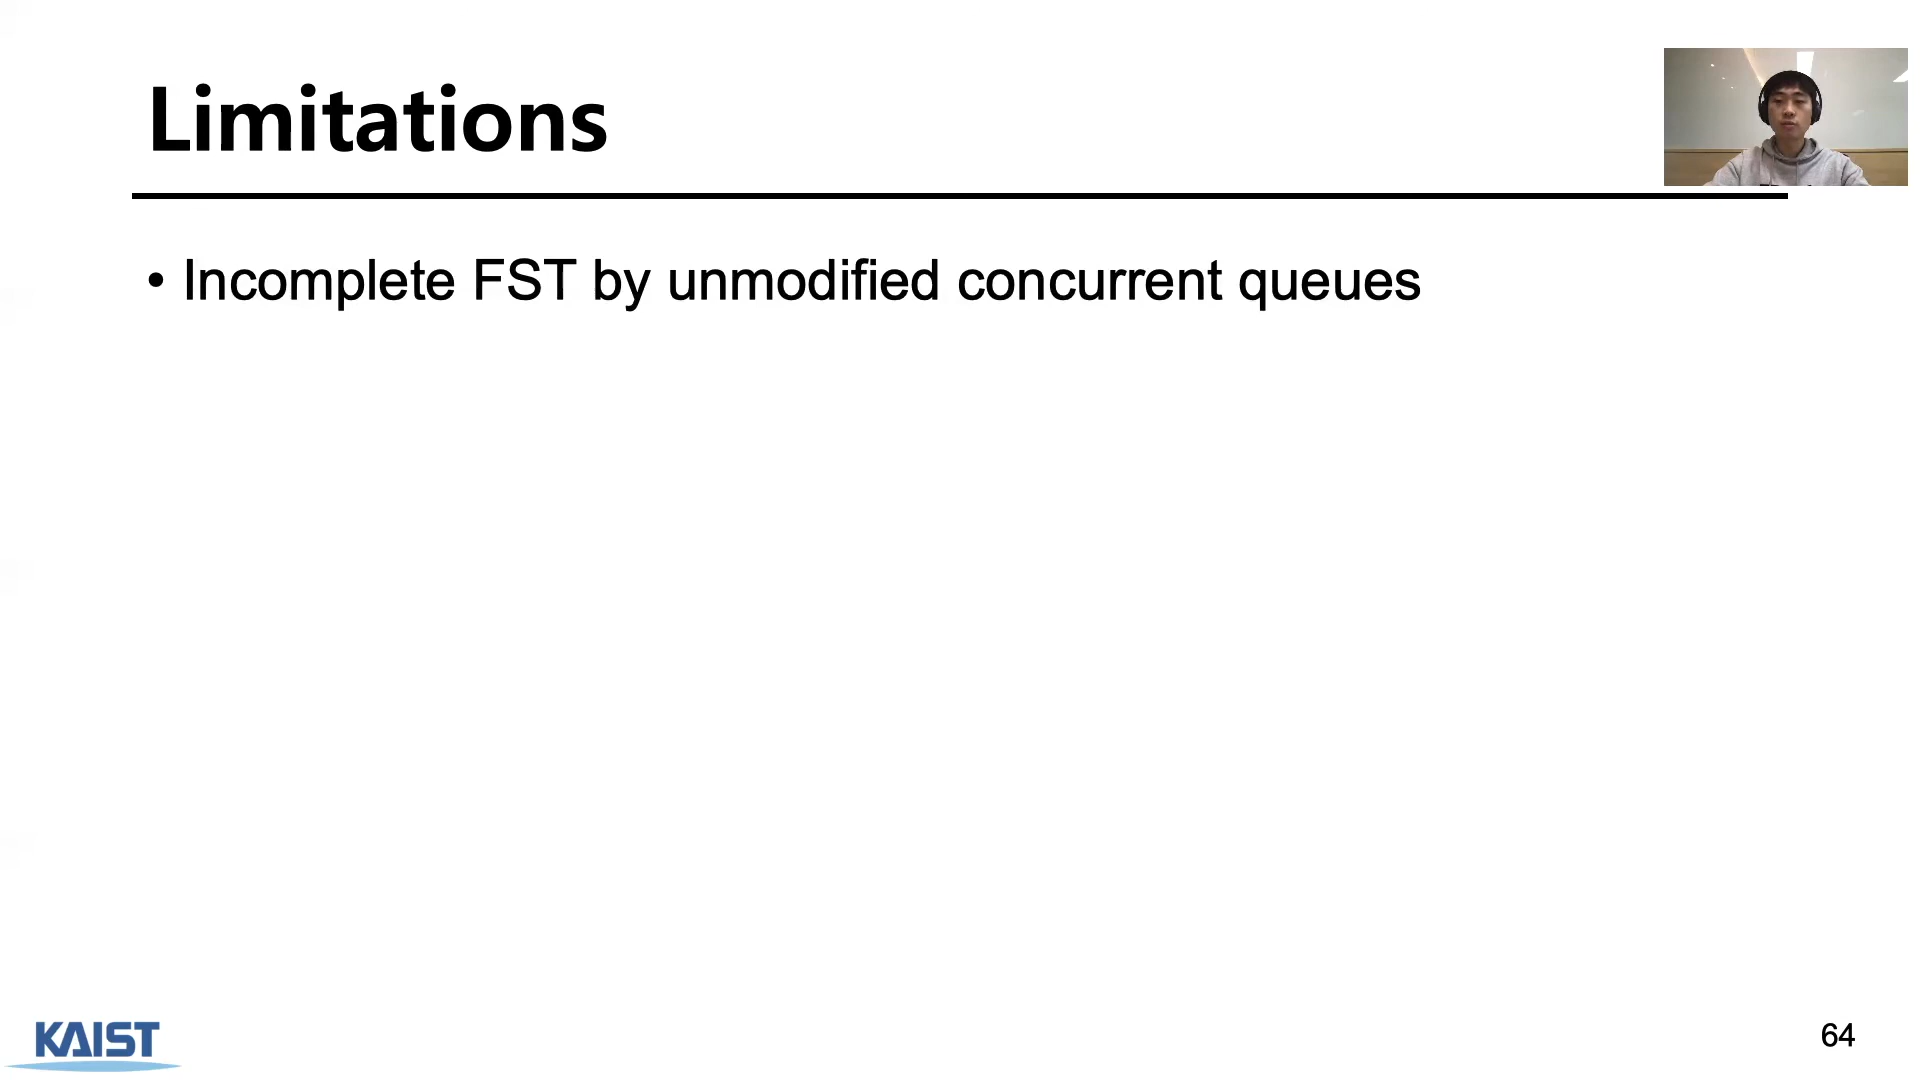 Limitations
• Incomplete FST by unmodified concurrent queues
KAIST
64